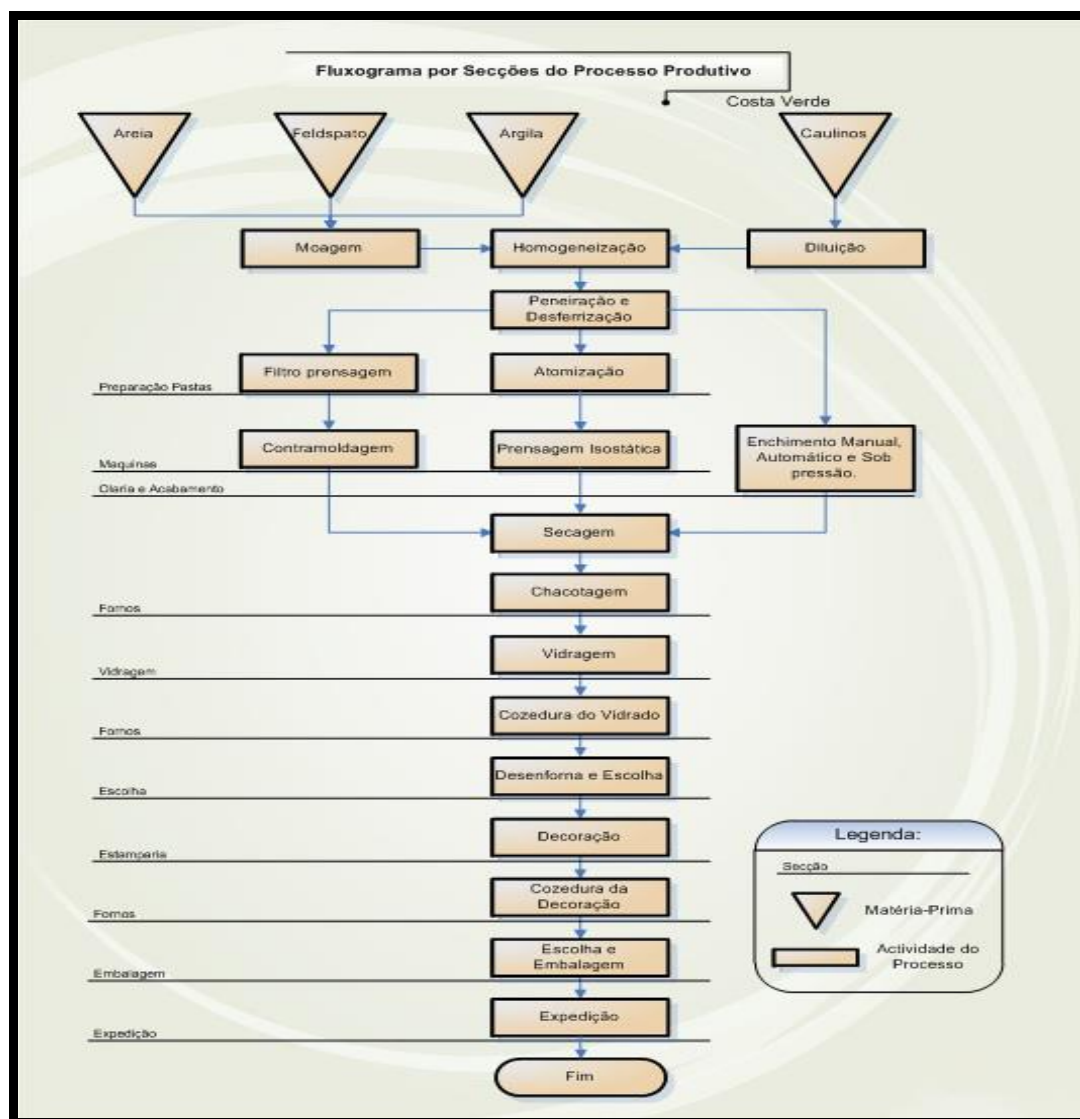 Fluxograma por Secções do Processo Produtivo
Costa Verde
Areia
Feldspato
Argila
Caulinos
Moagem
Homogeneização
Diluição
Peneiração e
Desferrização
Filtro prensagem
Atomização
Preparação Pastas
Contramoldagem
Prensagem Isostática
Enchimento Manual,
Automático e Sob
pressão.
Maquinas
Olaria e Acabamento
Secagem
Chacotagem
Fornos
Vidragem
Vidragem
Cozedura do Vidrado
Fornos
Desenforna e Escolha
Escolha
Decoração
Estamparia
Cozedura da
Decoração
Fornos
Escolha e
Embalagem
Embalagem
Expedição
Expedição
Fim
Legenda:
Secção
Matéria-Prima
Actividade do
Processo